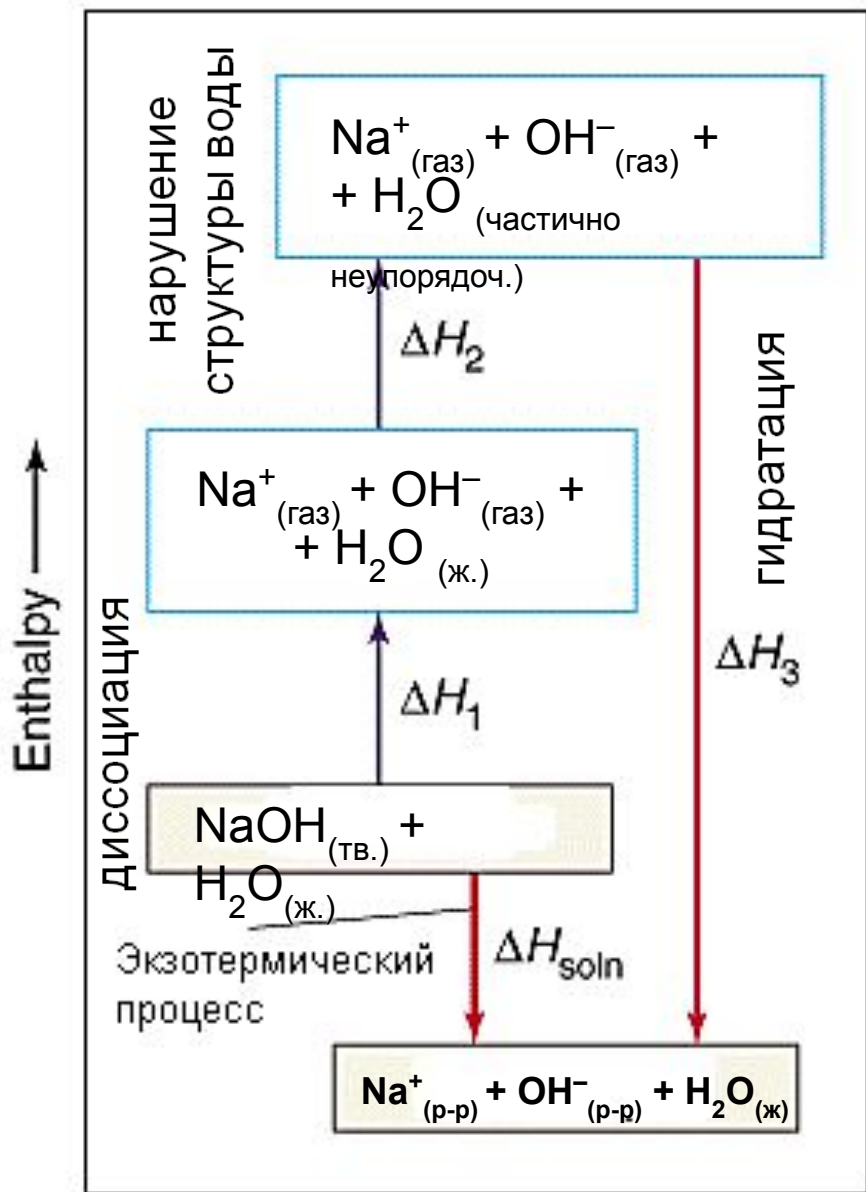 нарушение
структуры воды
Na⁺(газ) + OH⁻(газ) +
+ H₂O (частично
неупорядоч.)
ΔH₂
гидратация
Na⁺(газ) + OH⁻(газ) +
+ H₂O (ж.)
Enthalpy
диссоциация
ΔH₁
ΔH₃
NaOH(тв.) +
H₂O(ж.)
Экзотермический
процесс
ΔHsoln
Na⁺(р-р) + OH⁻(р-р) + H₂O(ж)